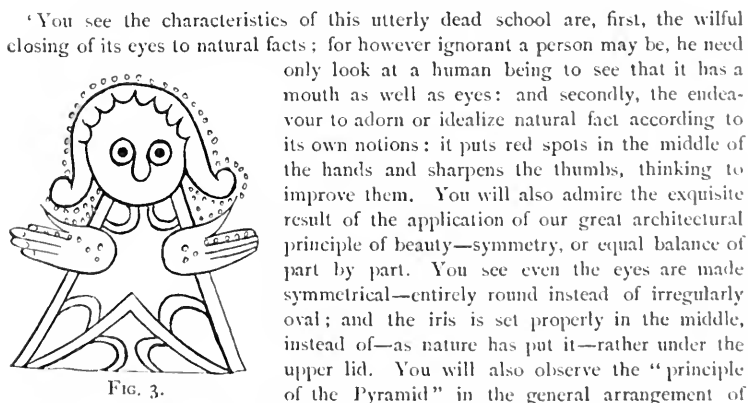 ‘You see the characteristics of this utterly dead school are, first, the wilful
closing of its eyes to natural facts; for however ignorant a person may be, he need
only look at a human being to see that it has a
mouth as well as eyes: and secondly, the endea-
vour to adorn or idealize natural fact according to
its own notions: it puts red spots in the middle of
the hands and sharpens the thumbs, thinking to
improve them. You will also admire the exquisite
result of the application of our great architectural
principle of beauty—symmetry, or equal balance of
part by part. You see even the eyes are made
symmetrical—entirely round instead of irregularly
oval; and the iris is set properly in the middle,
instead of—as nature has put it—rather under the
upper lid. You will also observe the “principle
of the Pyramid” in the general arrangement of
FIG. 3.